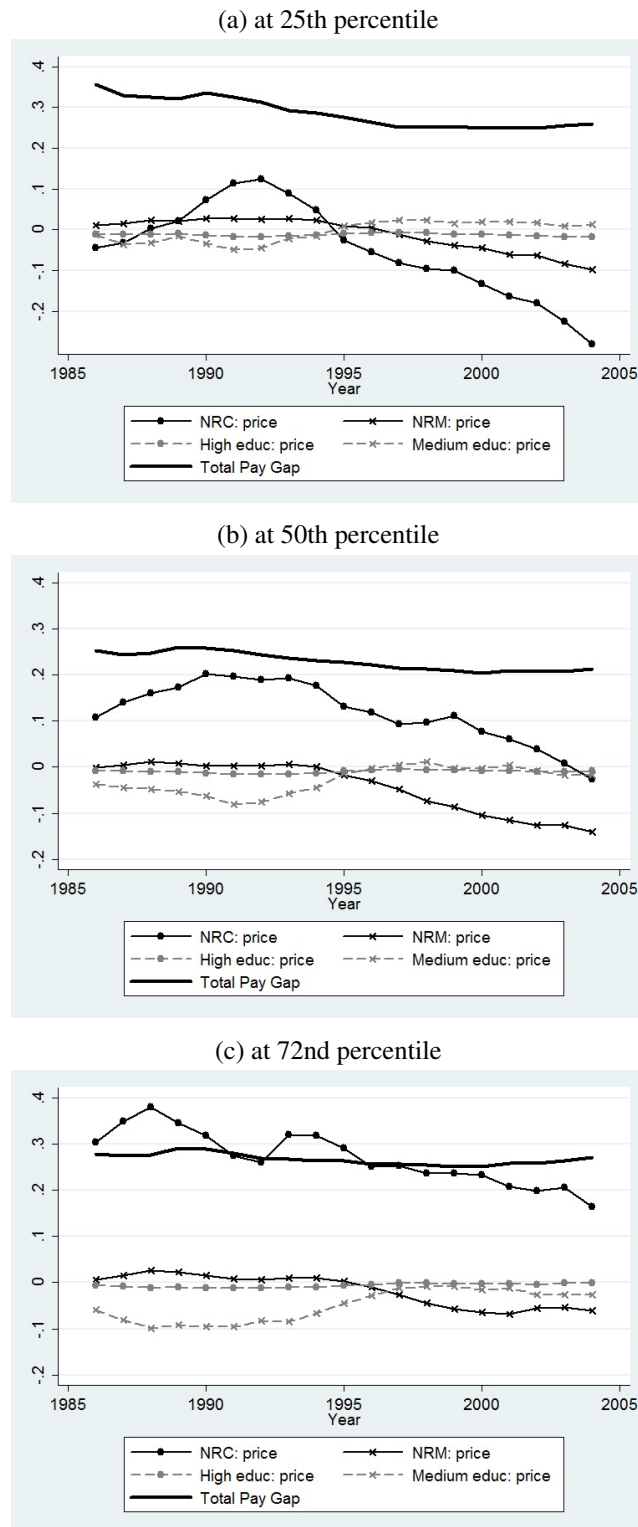 (a) at 25th percentile
.4
.3
.2
.1
0
-.1
-.2
1985 1990 1995 2000 2005
Year
NRC: price NRM: price
High educ: price Medium educ: price
Total Pay Gap
(b) at 50th percentile
.4
.3
.2
.1
0
-.1
-.2
1985 1990 1995 2000 2005
Year
NRC: price NRM: price
High educ: price Medium educ: price
Total Pay Gap
(c) at 72nd percentile
.4
.3
.2
.1
0
-.1
-.2
1985 1990 1995 2000 2005
Year
NRC: price NRM: price
High educ: price Medium educ: price
Total Pay Gap